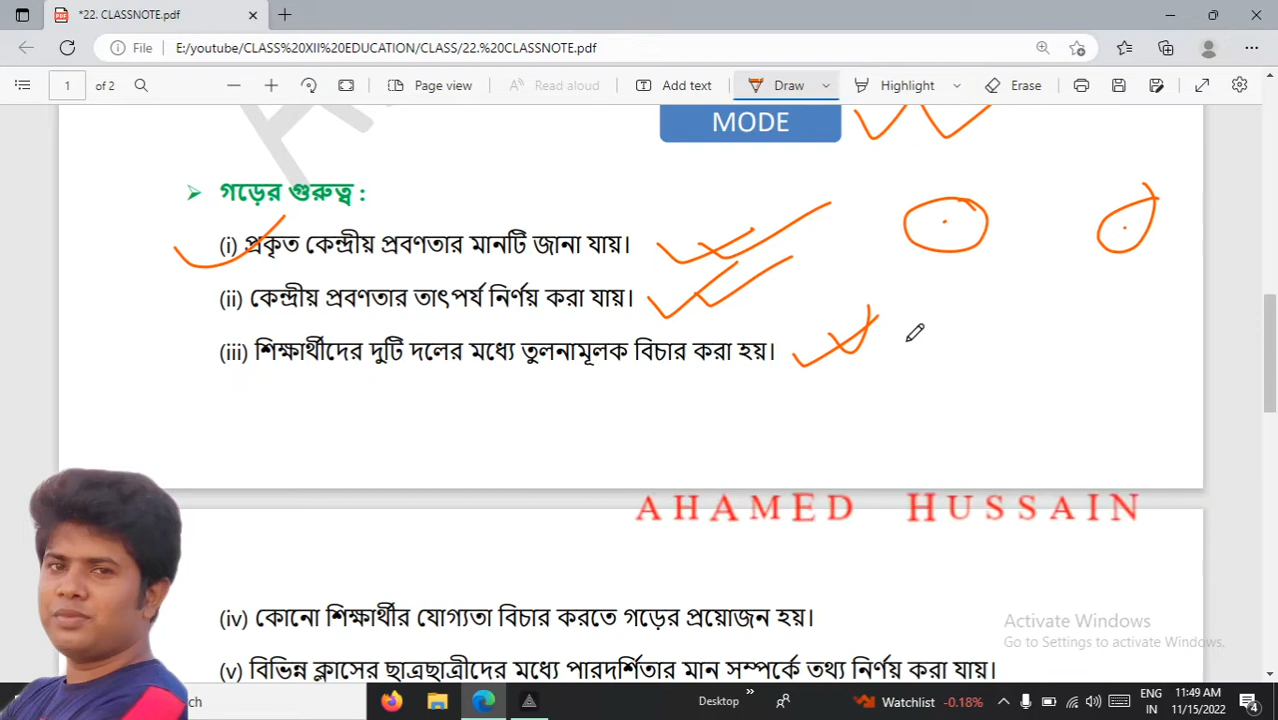 *22. CLASSNOTE.pdf
File
E:/youtube/CLASS%20XII%20EDUCATION/CLASS/22.%20CLASSNOTE.pdf
1 of 2
Page view
Read aloud
Add text
Draw
Highlight
Erase
MODE
গড়ের গুরুত্ব :
(i) প্রকৃত কেন্দ্রীয় প্রবণতার মানটি জানা যায়।
(ii) কেন্দ্রীয় প্রবণতার তাৎপর্য নির্ণয় করা যায়।
(iii) শিক্ষার্থীদের দুটি দলের মধ্যে তুলনামূলক বিচার করা হয়।
AHAMED HUSSAIN
(iv) কোনো শিক্ষার্থীর যোগ্যতা বিচার করতে গড়ের প্রয়োজন হয়।
(v) বিভিন্ন ক্লাসের ছাত্রছাত্রীদের মধ্যে পারদর্শিতার মান সম্পর্কে তথ্য নির্ণয় করা যায়।
Activate Windows
Go to Settings to activate Windows.
Desktop
Watchlist -0.18%
ENG
IN
11:49 AM
11/15/2022
4